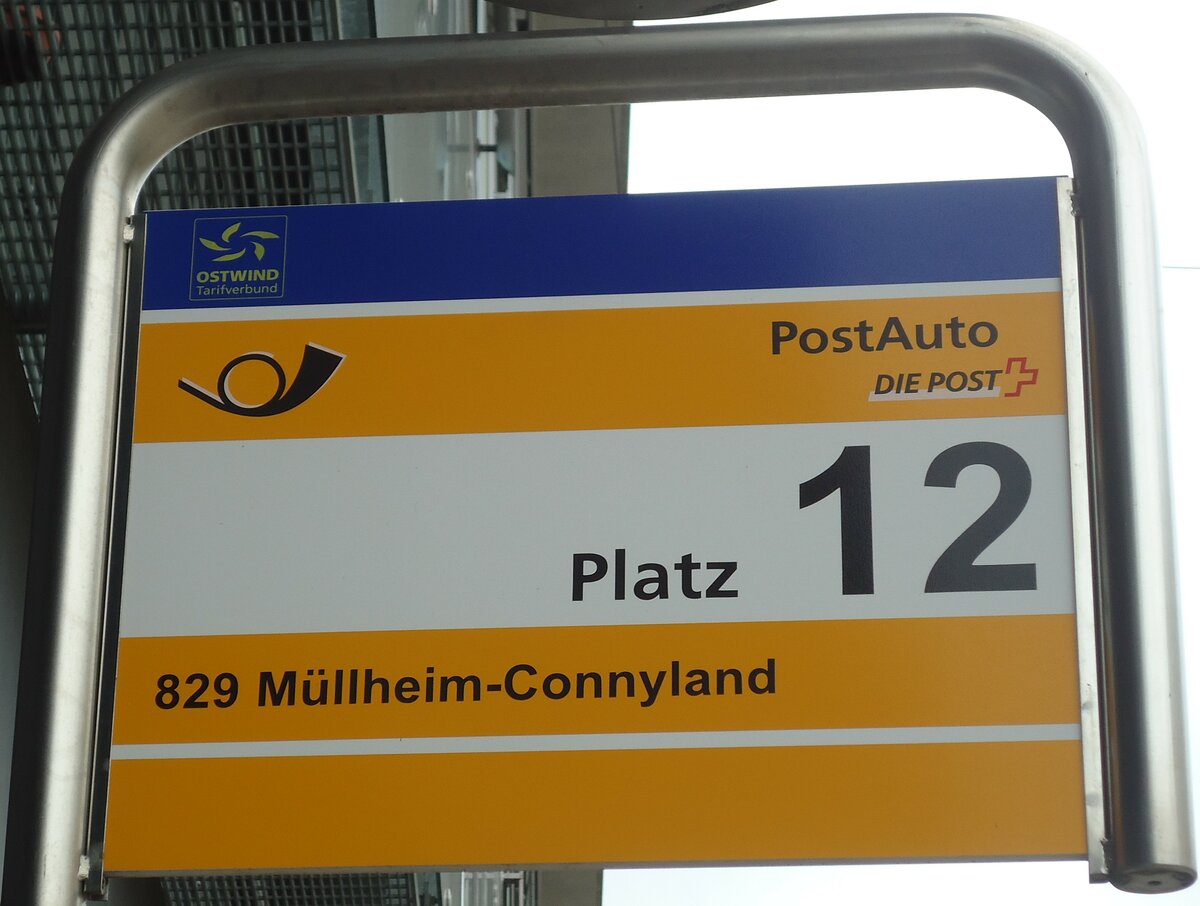 OSTWIND
Tarifverbund
PostAuto
DIE POST
Platz 12
829 Müllheim-Connyland